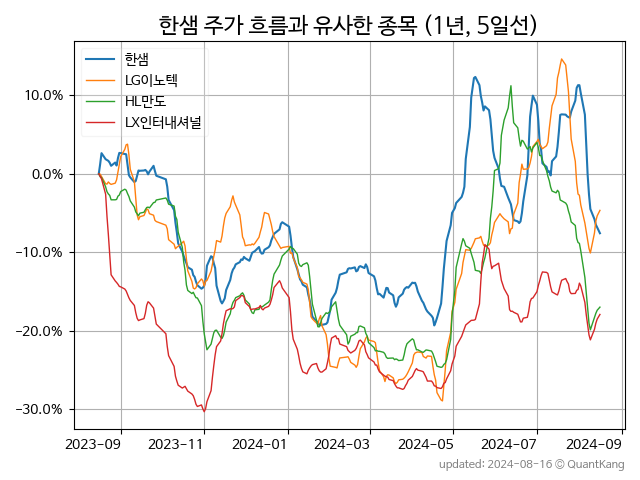 한샘 주가 흐름과 유사한 종목 (1년, 5일선)
한샘
LG이노텍
HL만도
LX인터내셔널
10.0%
0.0%
−10.0%
−20.0%
−30.0%
2023-09 2023-11 2024-01 2024-03 2024-05 2024-07 2024-09
updated: 2024-08-16 © QuantKang